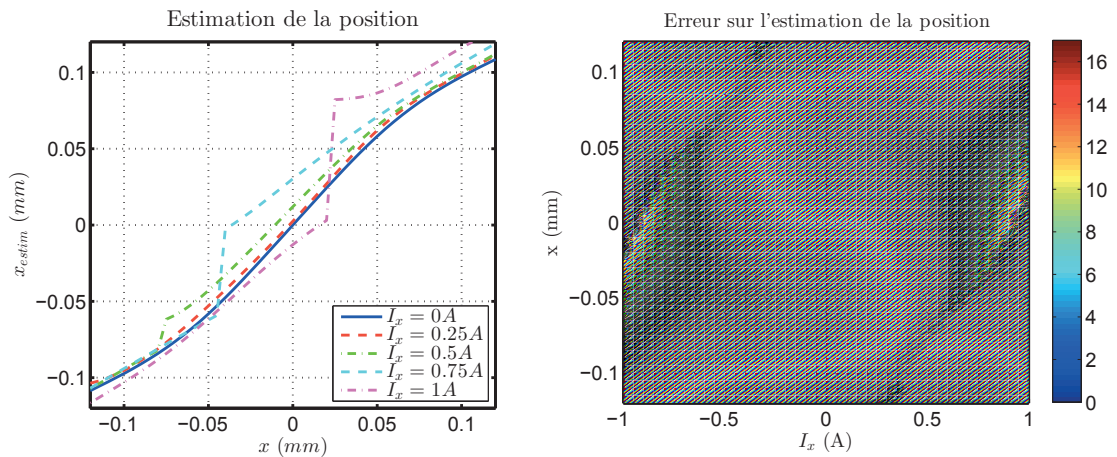 Estimation de la position
0.1
0.05
0
−0.05
−0.1
x_{estim} (mm)
−0.1 −0.05 0 0.05 0.1
x (mm)
I_x = 0A
I_x = 0.25A
I_x = 0.5A
I_x = 0.75A
I_x = 1A
Erreur sur l'estimation de la position
0.1
0.05
0
−0.05
−0.1
x (mm)
−1 −0.5 0 0.5 1
I_x (A)
16
14
12
10
8
6
4
2
0